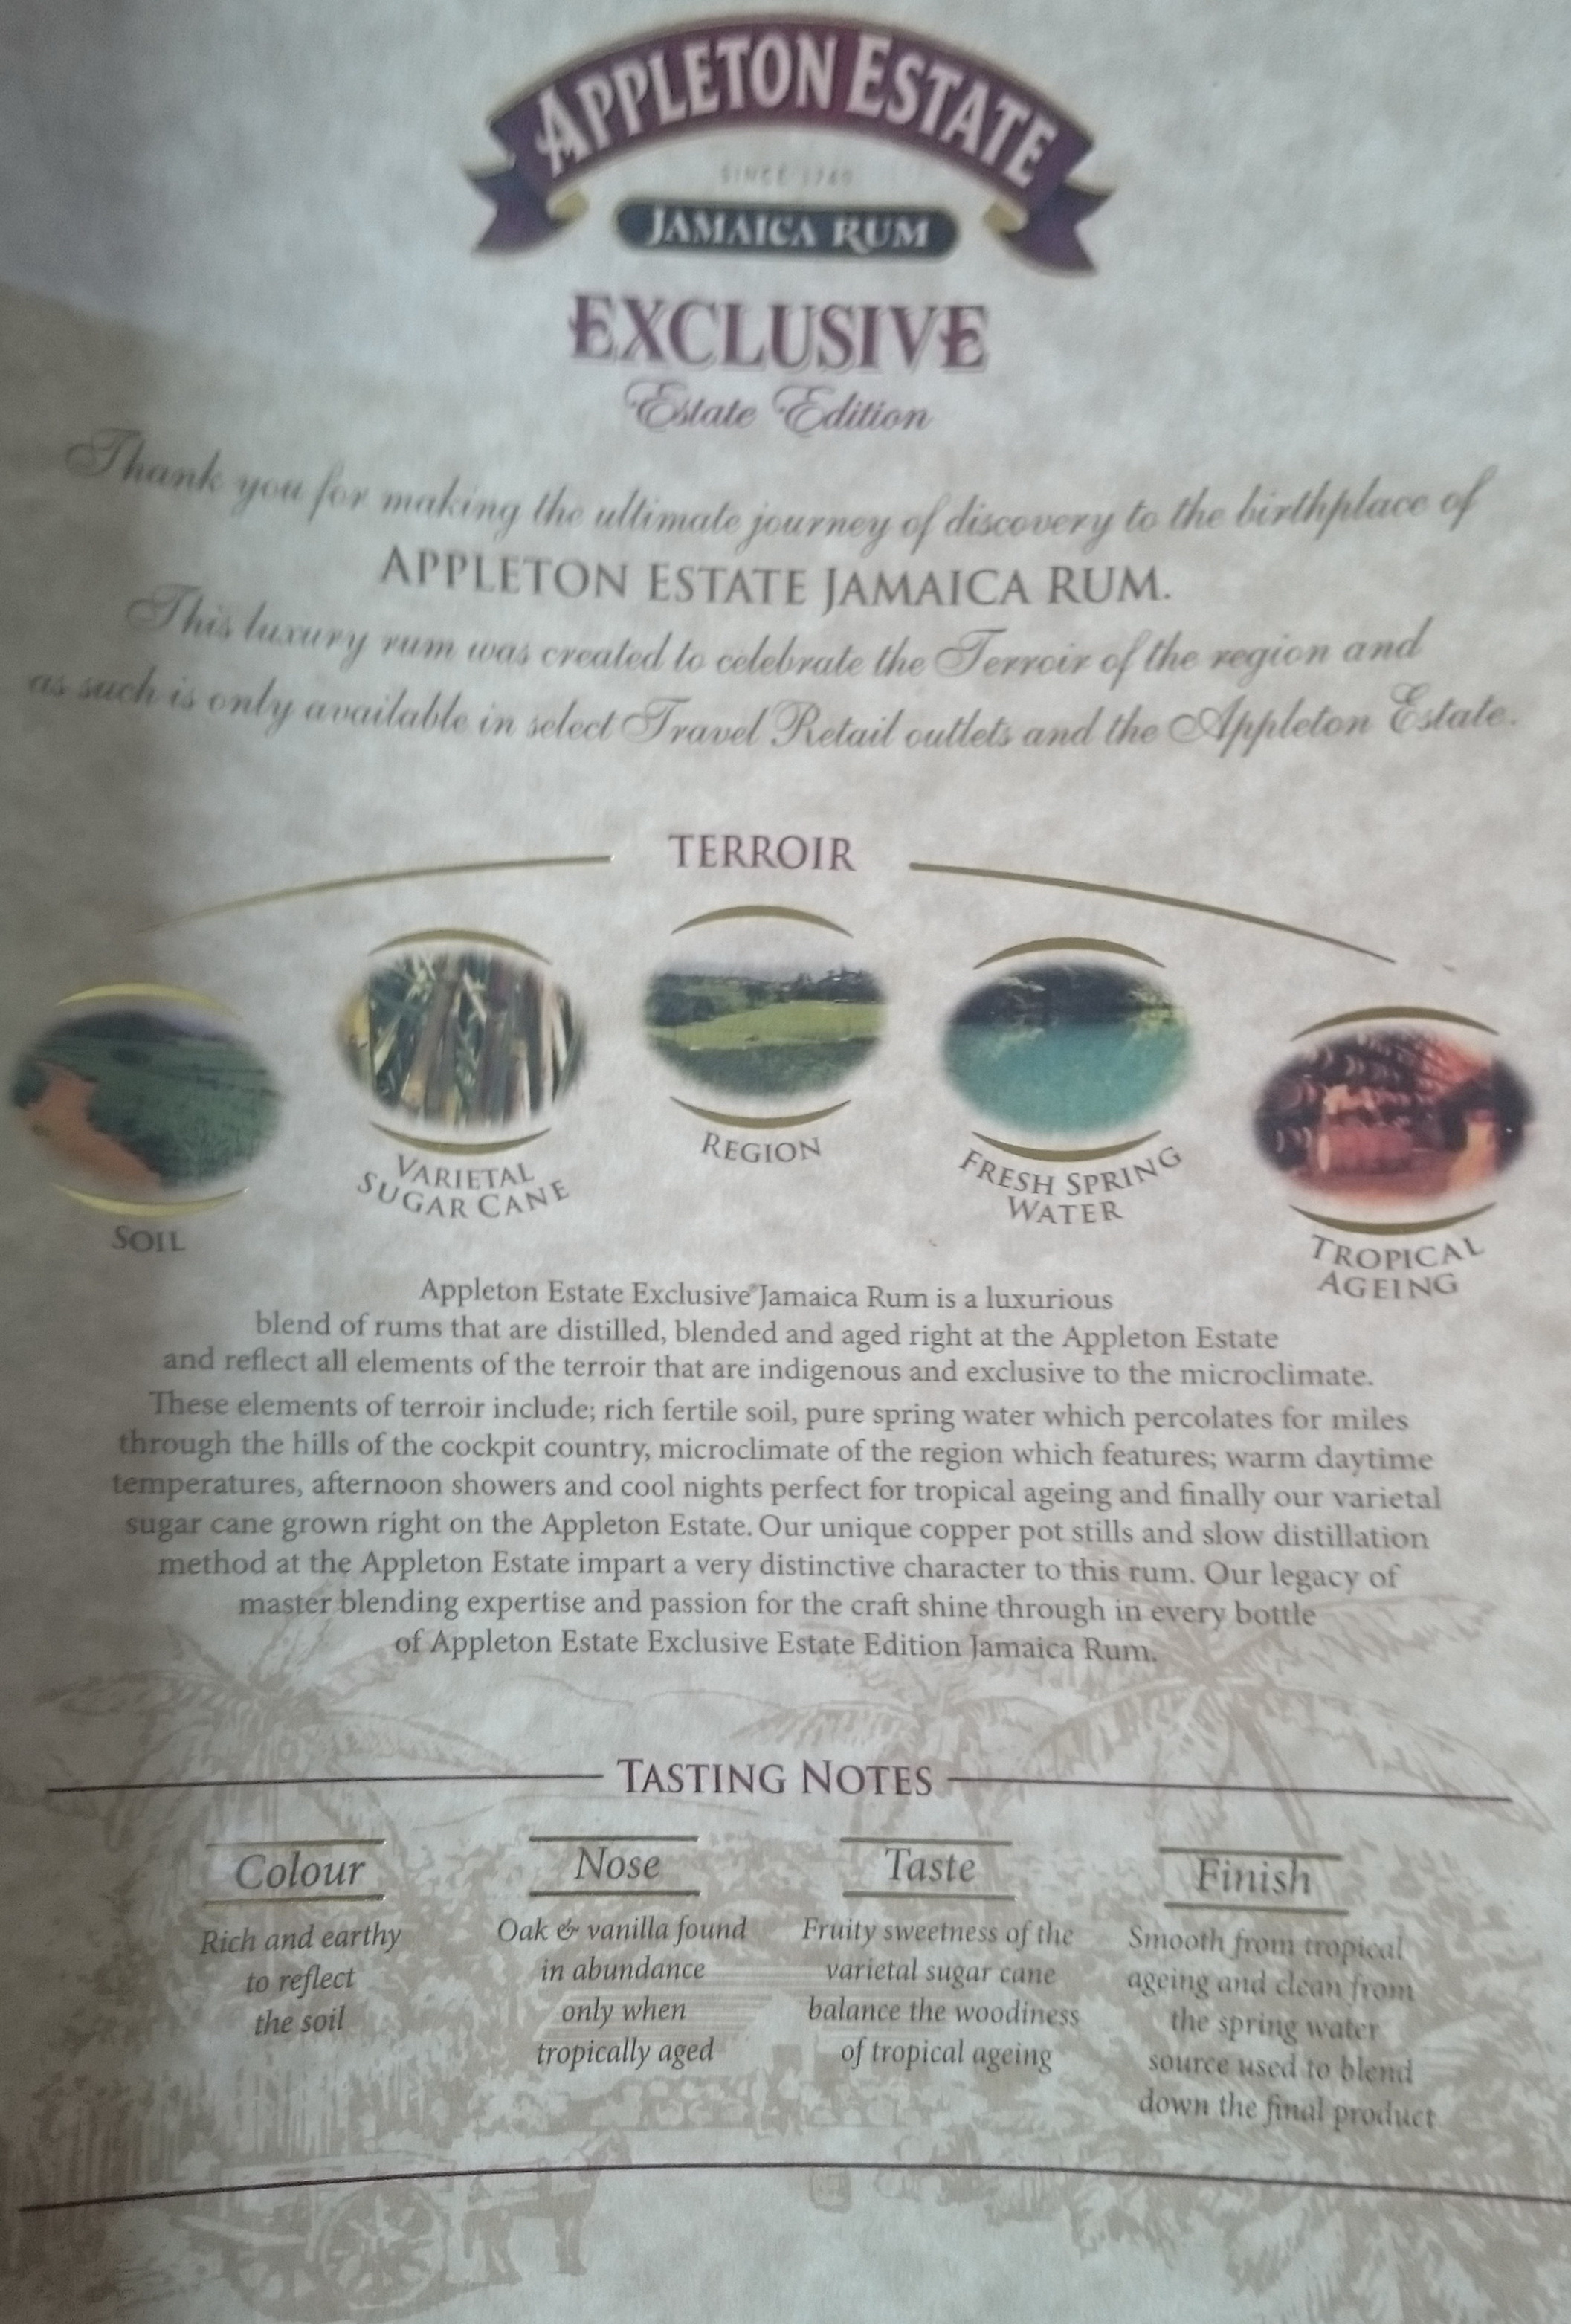 APPLETON ESTATE
SINCE 1749
JAMAICA RUM
EXCLUSIVE
Estate Edition
Thank you for making the ultimate journey of discovery to the birthplace of
APPLETON ESTATE JAMAICA RUM.
This luxury rum was created to celebrate the Terroir of the region and
as such is only available in select Travel Retail outlets and the Appleton Estate.
TERROIR
SOIL
VARIETAL
SUGAR CANE
REGION
FRESH SPRING
WATER
TROPICAL
AGEING
Appleton Estate Exclusive® Jamaica Rum is a luxurious
blend of rums that are distilled, blended and aged right at the Appleton Estate
and reflect all elements of the terroir that are indigenous and exclusive to the microclimate.
These elements of terroir include; rich fertile soil, pure spring water which percolates for miles
through the hills of the cockpit country, microclimate of the region which features; warm daytime
temperatures, afternoon showers and cool nights perfect for tropical ageing and finally our varietal
sugar cane grown right on the Appleton Estate. Our unique copper pot stills and slow distillation
method at the Appleton Estate impart a very distinctive character to this rum. Our legacy of
master blending expertise and passion for the craft shine through in every bottle
of Appleton Estate Exclusive Estate Edition Jamaica Rum.
TASTING NOTES
Colour
Rich and earthy
to reflect
the soil
Nose
Oak & vanilla found
in abundance
only when
tropically aged
Taste
Fruity sweetness of the
varietal sugar cane
balance the woodiness
of tropical ageing
Finish
Smooth from tropical
ageing and clean from
the spring water
source used to blend
down the final product